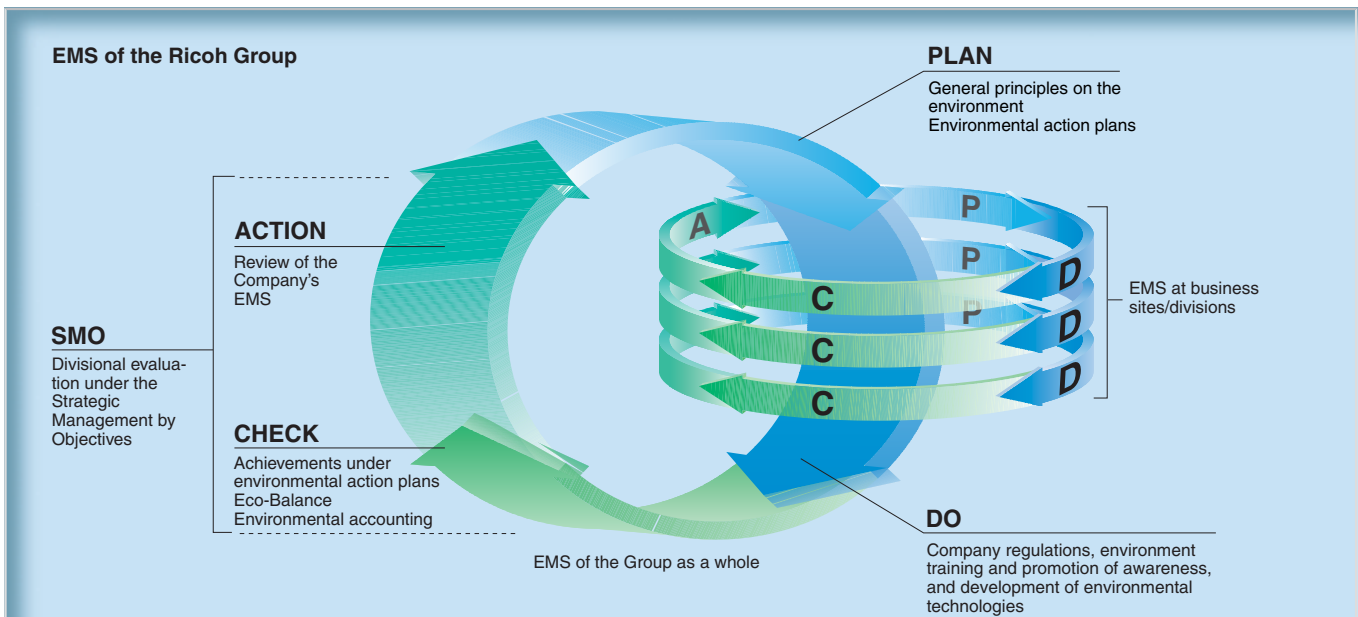 EMS of the Ricoh Group
PLAN
General principles on the
environment
Environmental action plans
ACTION
Review of the
Company's
EMS
SMO
Divisional evalua-
tion under the
Strategic
Management by
Objectives
CHECK
Achievements under
environmental action plans
Eco-Balance
Environmental accounting
A
P
D
C
P
D
C
P
D
C
EMS at business
sites/divisions
DO
Company regulations, environment
training and promotion of awareness,
and development of environmental
technologies
EMS of the Group as a whole